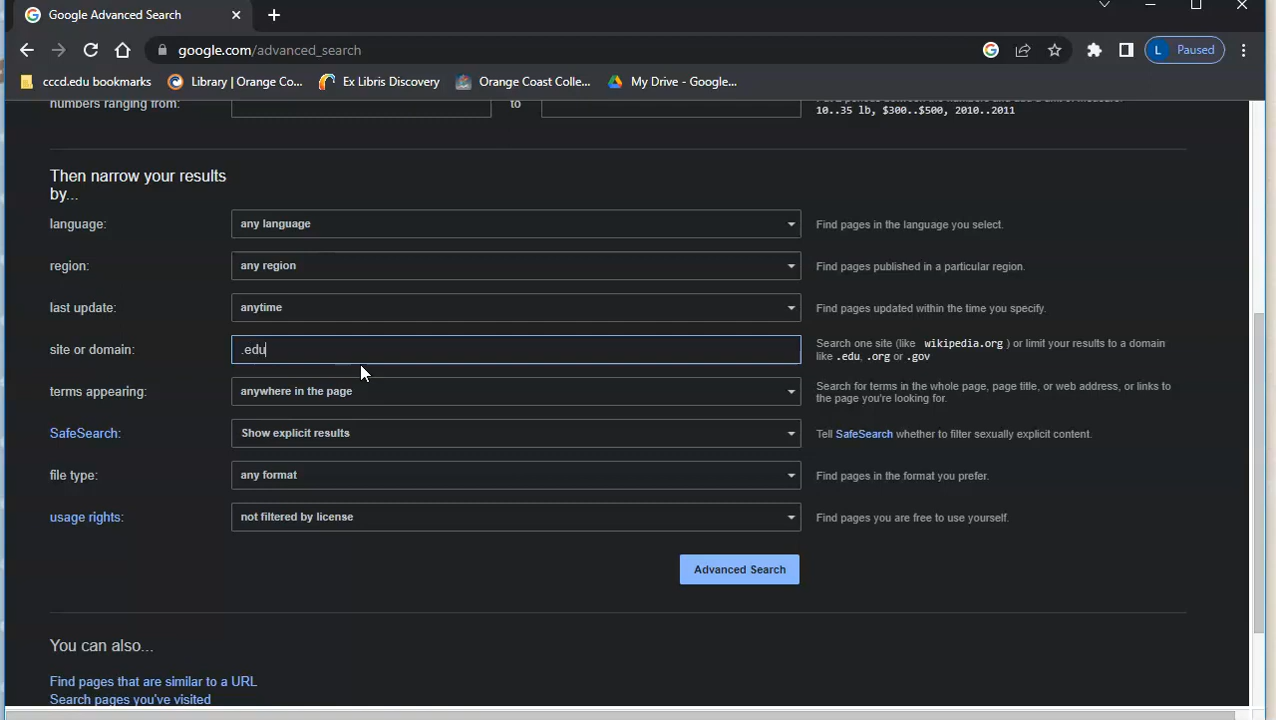 Google Advanced Search
google.com/advanced_search
L Paused
cccd.edu bookmarks Library | Orange Co... Ex Libris Discovery Orange Coast Colle... My Drive - Google...
numbers ranging from: to
10..35 lb, $300..$500, 2010..2011
Then narrow your results
by...
language: any language Find pages in the language you select.
region: any region Find pages published in a particular region.
last update: anytime Find pages updated within the time you specify.
site or domain: .edu Search one site (like wikipedia.org ) or limit your results to a domain
like .edu, .org or .gov
terms appearing: anywhere in the page Search for terms in the whole page, page title, or web address, or links to
the page you're looking for.
SafeSearch: Show explicit results Tell SafeSearch whether to filter sexually explicit content.
file type: any format Find pages in the format you prefer.
usage rights: not filtered by license Find pages you are free to use yourself.
Advanced Search
You can also...
Find pages that are similar to a URL
Search pages you've visited